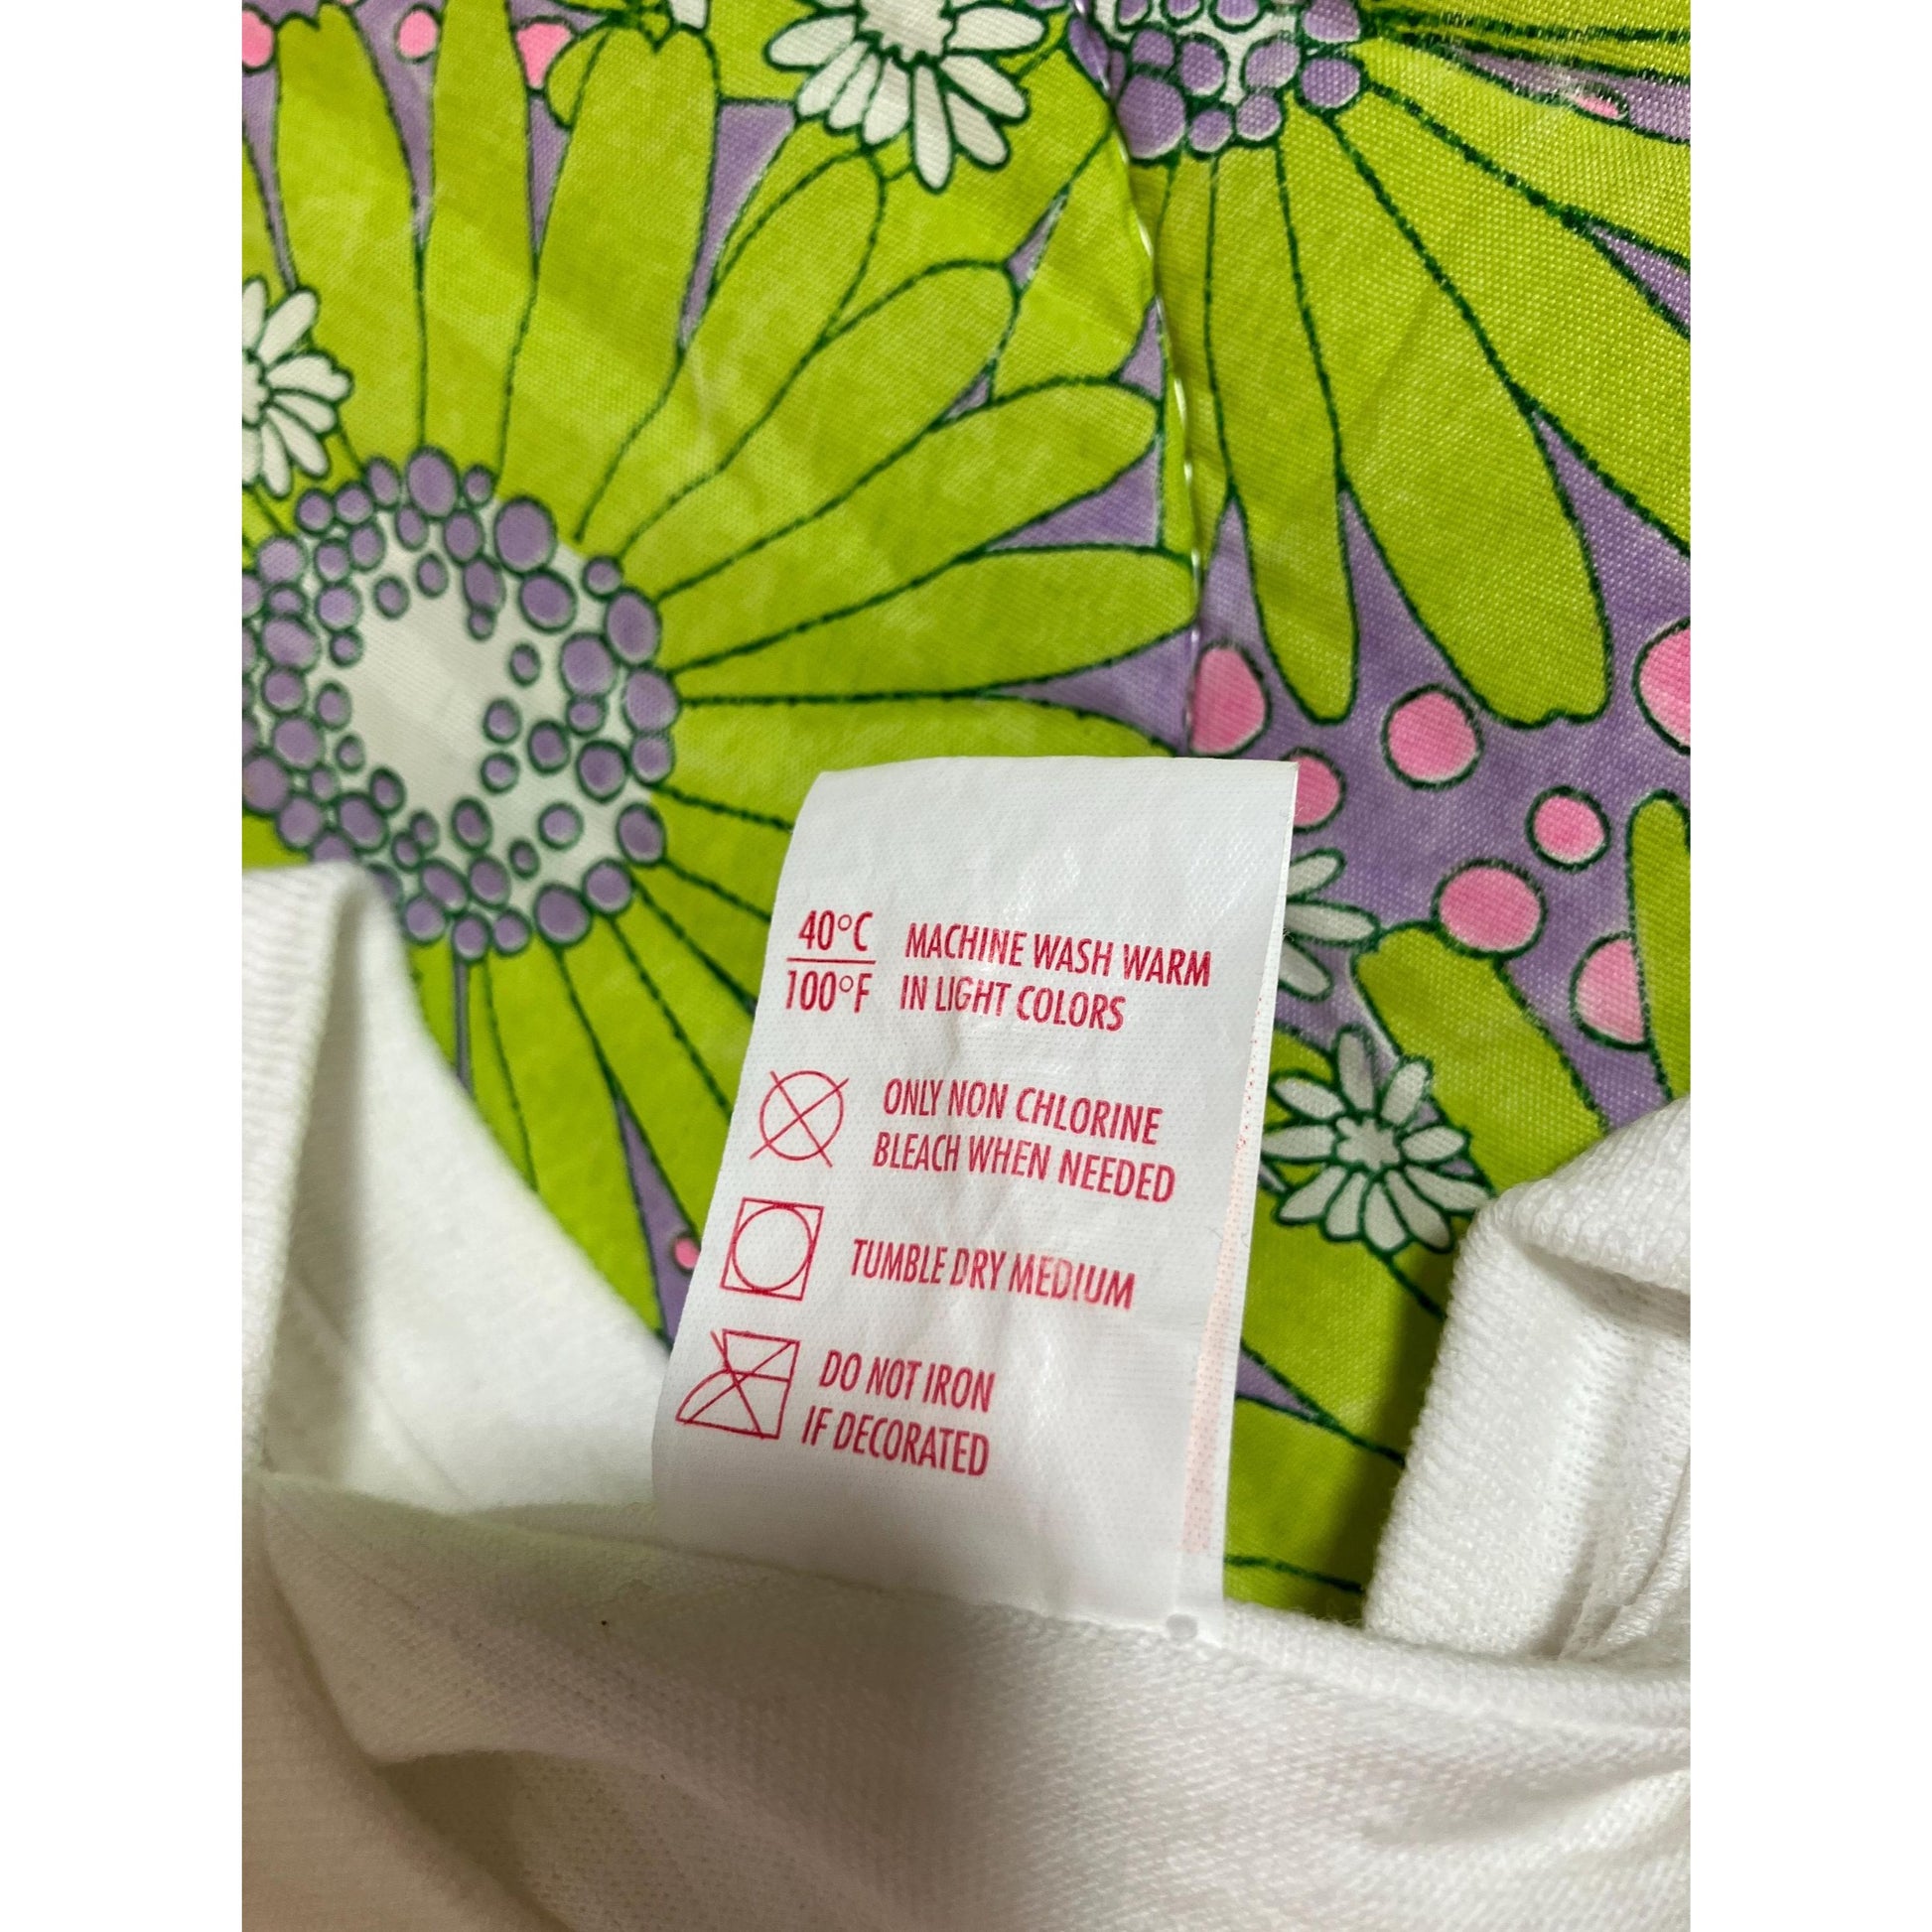 40°C
100°F
MACHINE WASH WARM
IN LIGHT COLORS
ONLY NON CHLORINE
BLEACH WHEN NEEDED
TUMBLE DRY MEDIUM
DO NOT IRON
IF DECORATED